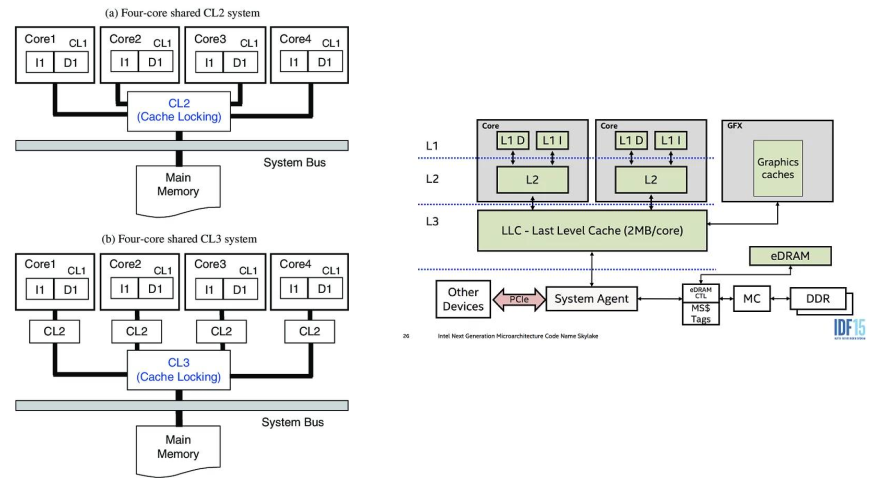 (a) Four-core shared CL2 system
Core1 CL1
I1 D1
Core2 CL1
I1 D1
Core3 CL1
I1 D1
Core4 CL1
I1 D1
CL2
(Cache Locking)
System Bus
Main
Memory
(b) Four-core shared CL3 system
Core1 CL1
I1 D1
Core2 CL1
I1 D1
Core3 CL1
I1 D1
Core4 CL1
I1 D1
CL2
CL2
CL2
CL2
CL3
(Cache Locking)
System Bus
Main
Memory
L1
L2
L3
Core
L1 D L1 I
L2
Core
L1 D L1 I
L2
GFX
Graphics
caches
LLC - Last Level Cache (2MB/core)
eDRAM
Other
Devices
PCIe
System Agent
eDRAM
CTL
MS$
Tags
MC
DDR
26 Intel Next Generation Microarchitecture Code Name Skylake
IDF15